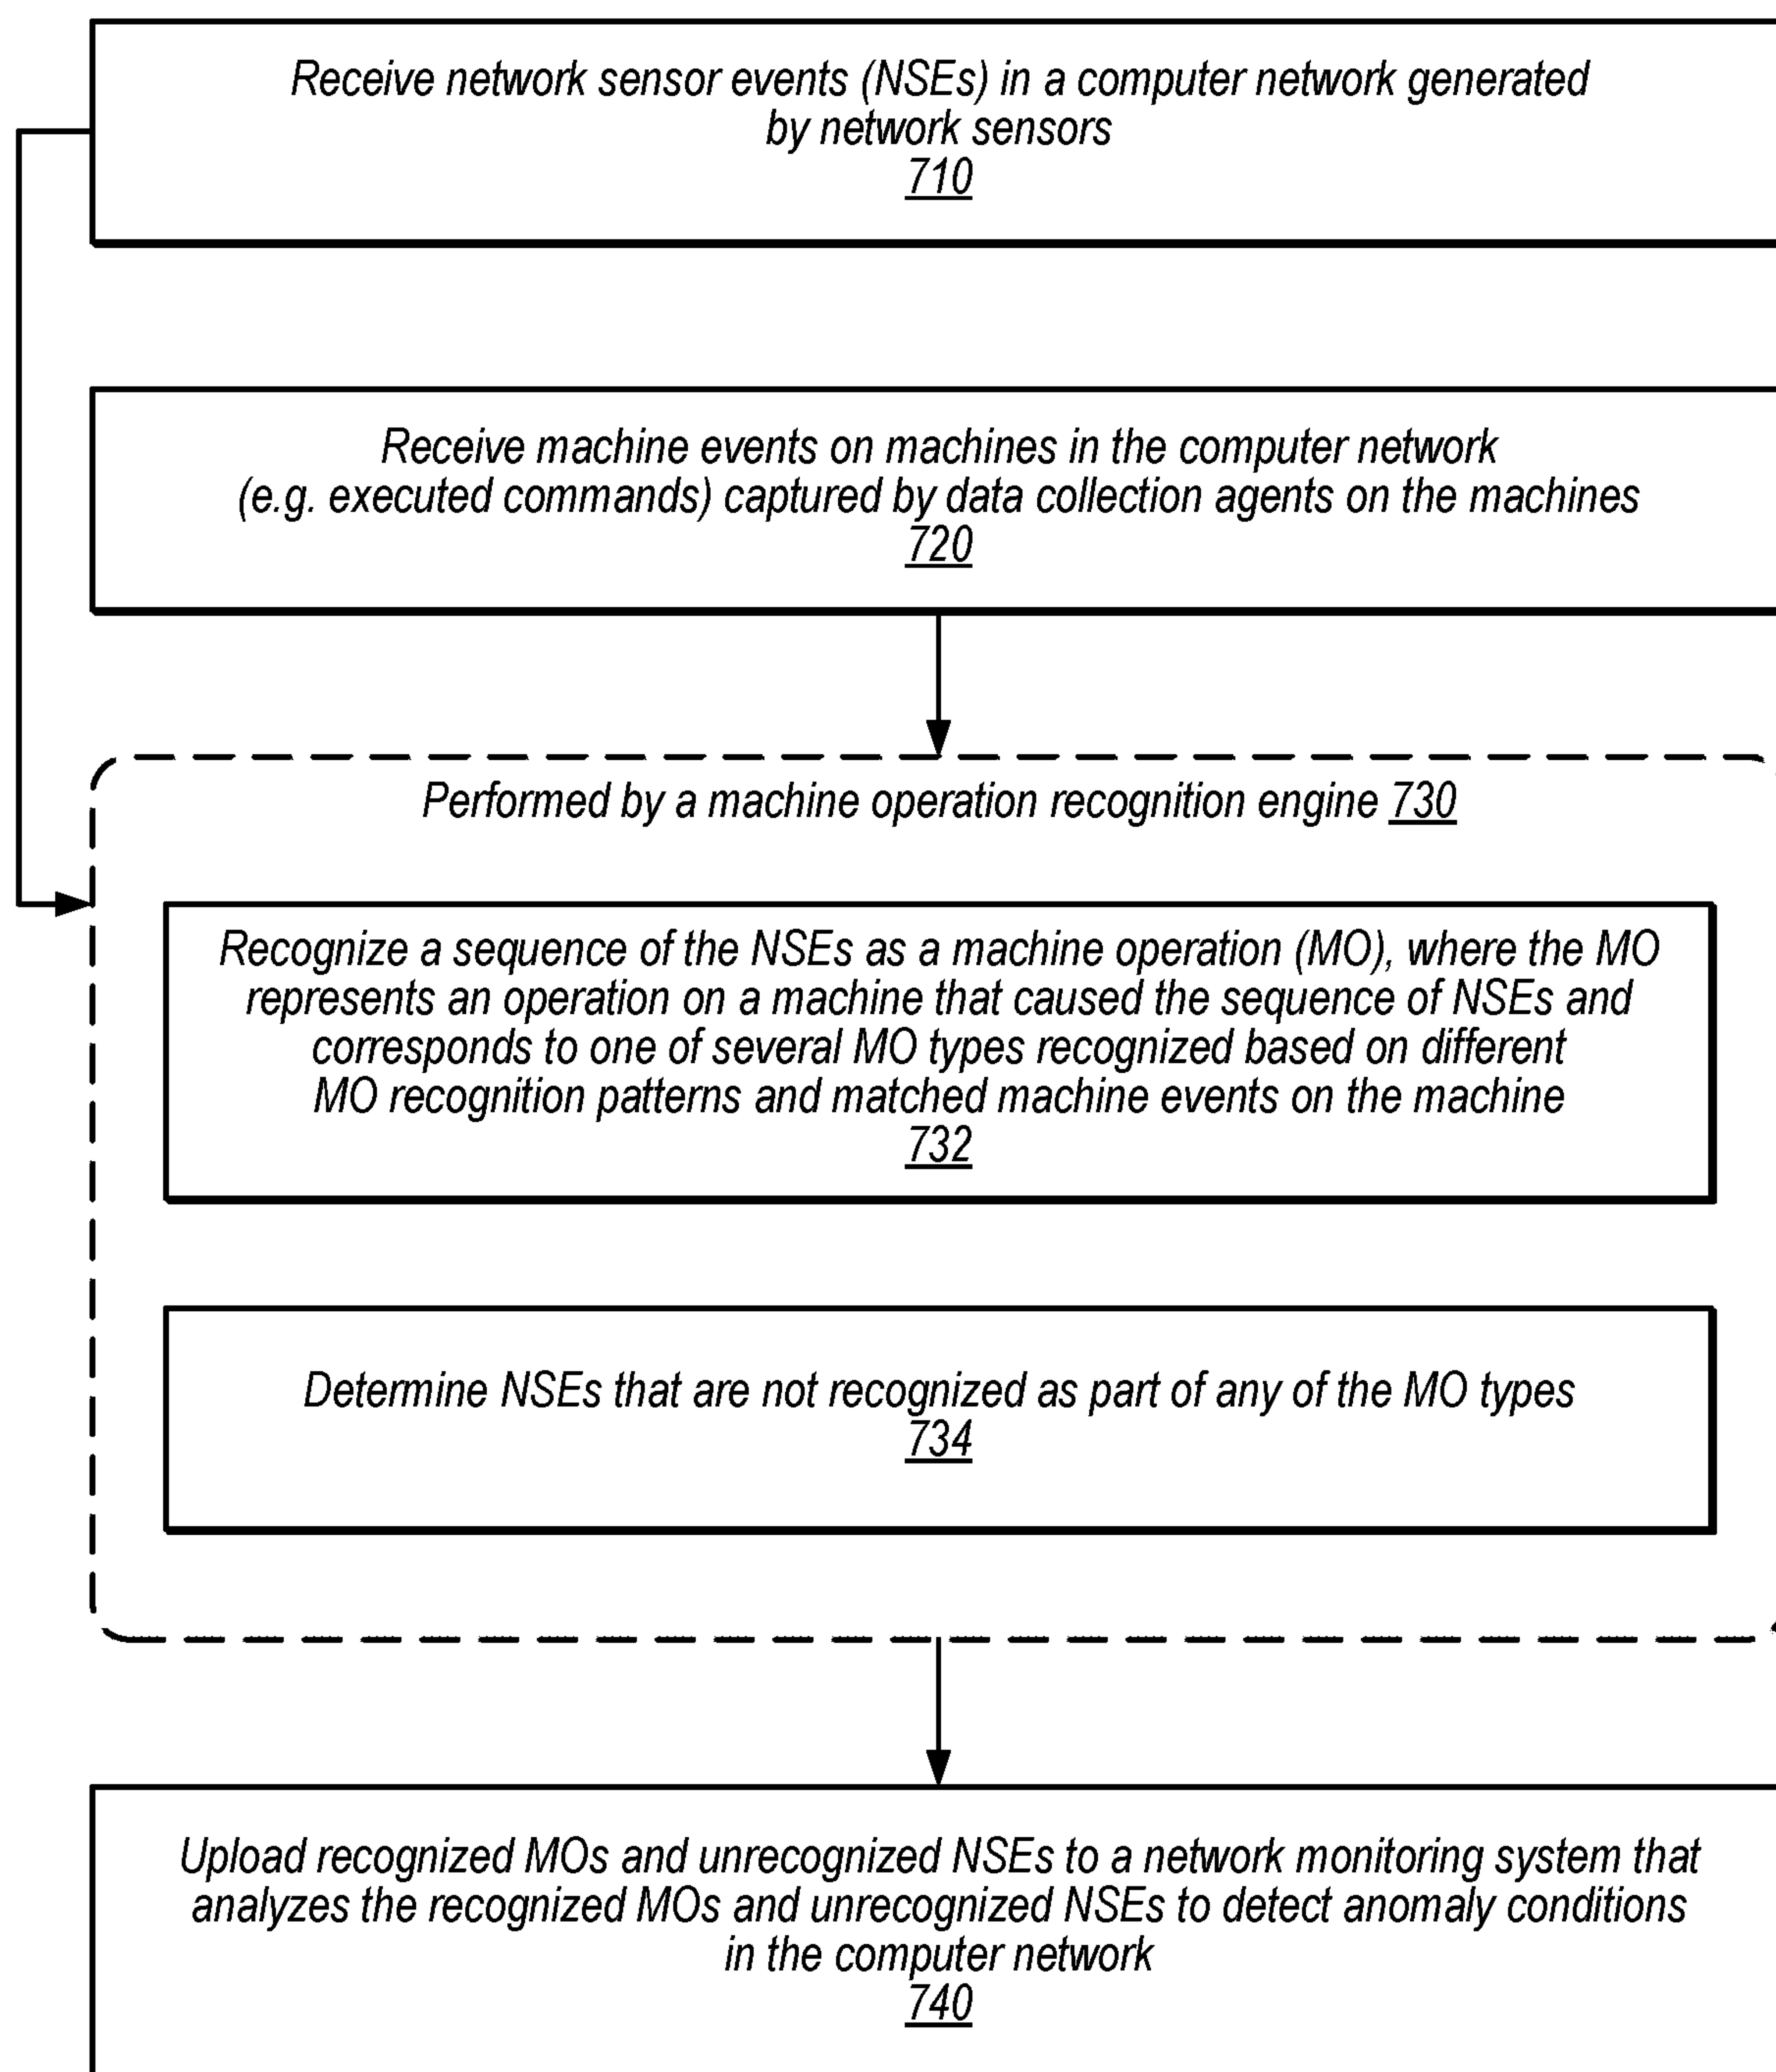 Receive network sensor events (NSEs) in a computer network generated
by network sensors
710
Receive machine events on machines in the computer network
(e.g. executed commands) captured by data collection agents on the machines
720
Performed by a machine operation recognition engine 730
Recognize a sequence of the NSEs as a machine operation (MO), where the MO
represents an operation on a machine that caused the sequence of NSEs and
corresponds to one of several MO types recognized based on different
MO recognition patterns and matched machine events on the machine
732
Determine NSEs that are not recognized as part of any of the MO types
734
Upload recognized MOs and unrecognized NSEs to a network monitoring system that
analyzes the recognized MOs and unrecognized NSEs to detect anomaly conditions
in the computer network
740